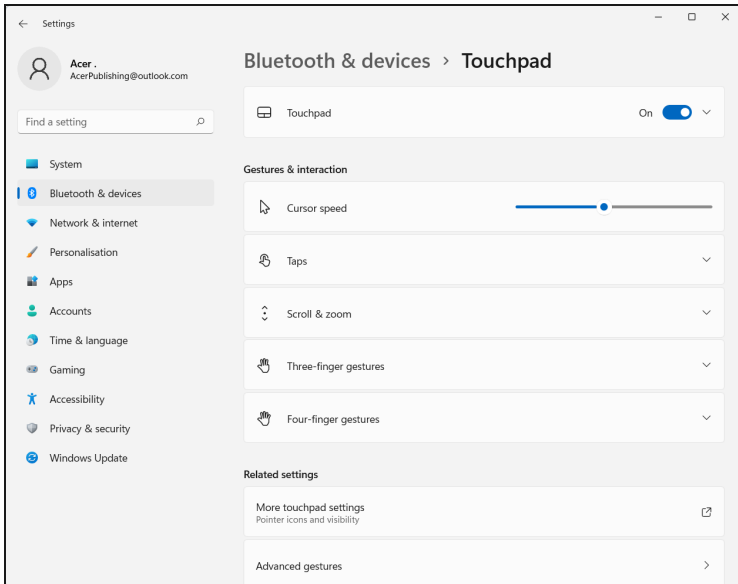 Settings
Acer .
AcerPublishing@outlook.com
Find a setting
System
Bluetooth & devices
Network & internet
Personalisation
Apps
Accounts
Time & language
Gaming
Accessibility
Privacy & security
Windows Update
Bluetooth & devices > Touchpad
Touchpad On
Gestures & interaction
Cursor speed
Taps
Scroll & zoom
Three-finger gestures
Four-finger gestures
Related settings
More touchpad settings
Pointer icons and visibility
Advanced gestures